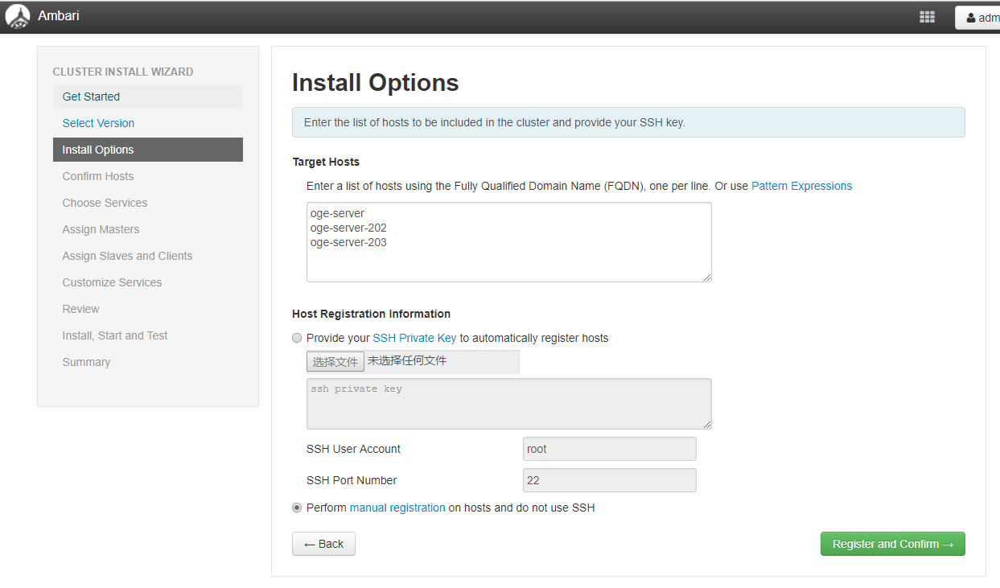 Ambari
adm
CLUSTER INSTALL WIZARD
Get Started
Select Version
Install Options
Confirm Hosts
Choose Services
Assign Masters
Assign Slaves and Clients
Customize Services
Review
Install, Start and Test
Summary
Install Options
Enter the list of hosts to be included in the cluster and provide your SSH key.
Target Hosts
Enter a list of hosts using the Fully Qualified Domain Name (FQDN), one per line. Or use Pattern Expressions
oge-server
oge-server-202
oge-server-203
Host Registration Information
Provide your SSH Private Key to automatically register hosts
选择文件 未选择任何文件
ssh private key
SSH User Account root
SSH Port Number 22
Perform manual registration on hosts and do not use SSH
← Back
Register and Confirm →